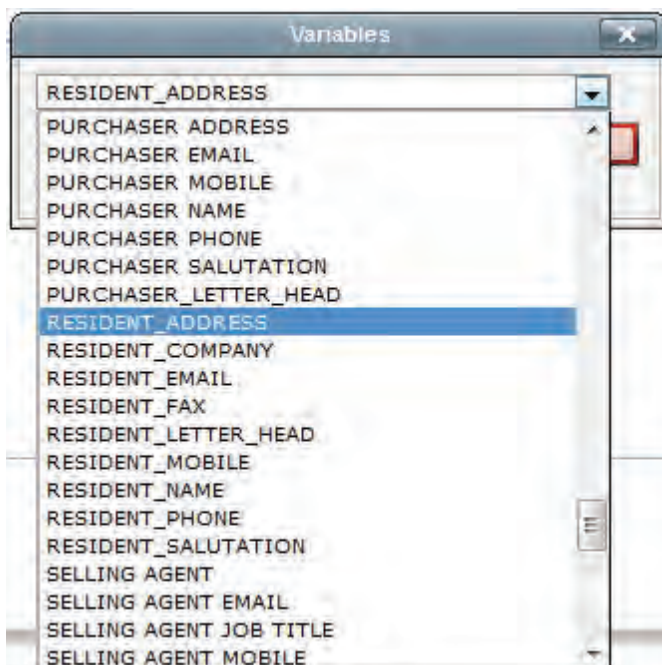 Variables
RESIDENT_ADDRESS
PURCHASER ADDRESS
PURCHASER EMAIL
PURCHASER MOBILE
PURCHASER NAME
PURCHASER PHONE
PURCHASER SALUTATION
PURCHASER_LETTER_HEAD
RESIDENT_ADDRESS
RESIDENT_COMPANY
RESIDENT_EMAIL
RESIDENT_FAX
RESIDENT_LETTER_HEAD
RESIDENT_MOBILE
RESIDENT_NAME
RESIDENT_PHONE
RESIDENT_SALUTATION
SELLING AGENT
SELLING AGENT EMAIL
SELLING AGENT JOB TITLE
SELLING AGENT MOBILE